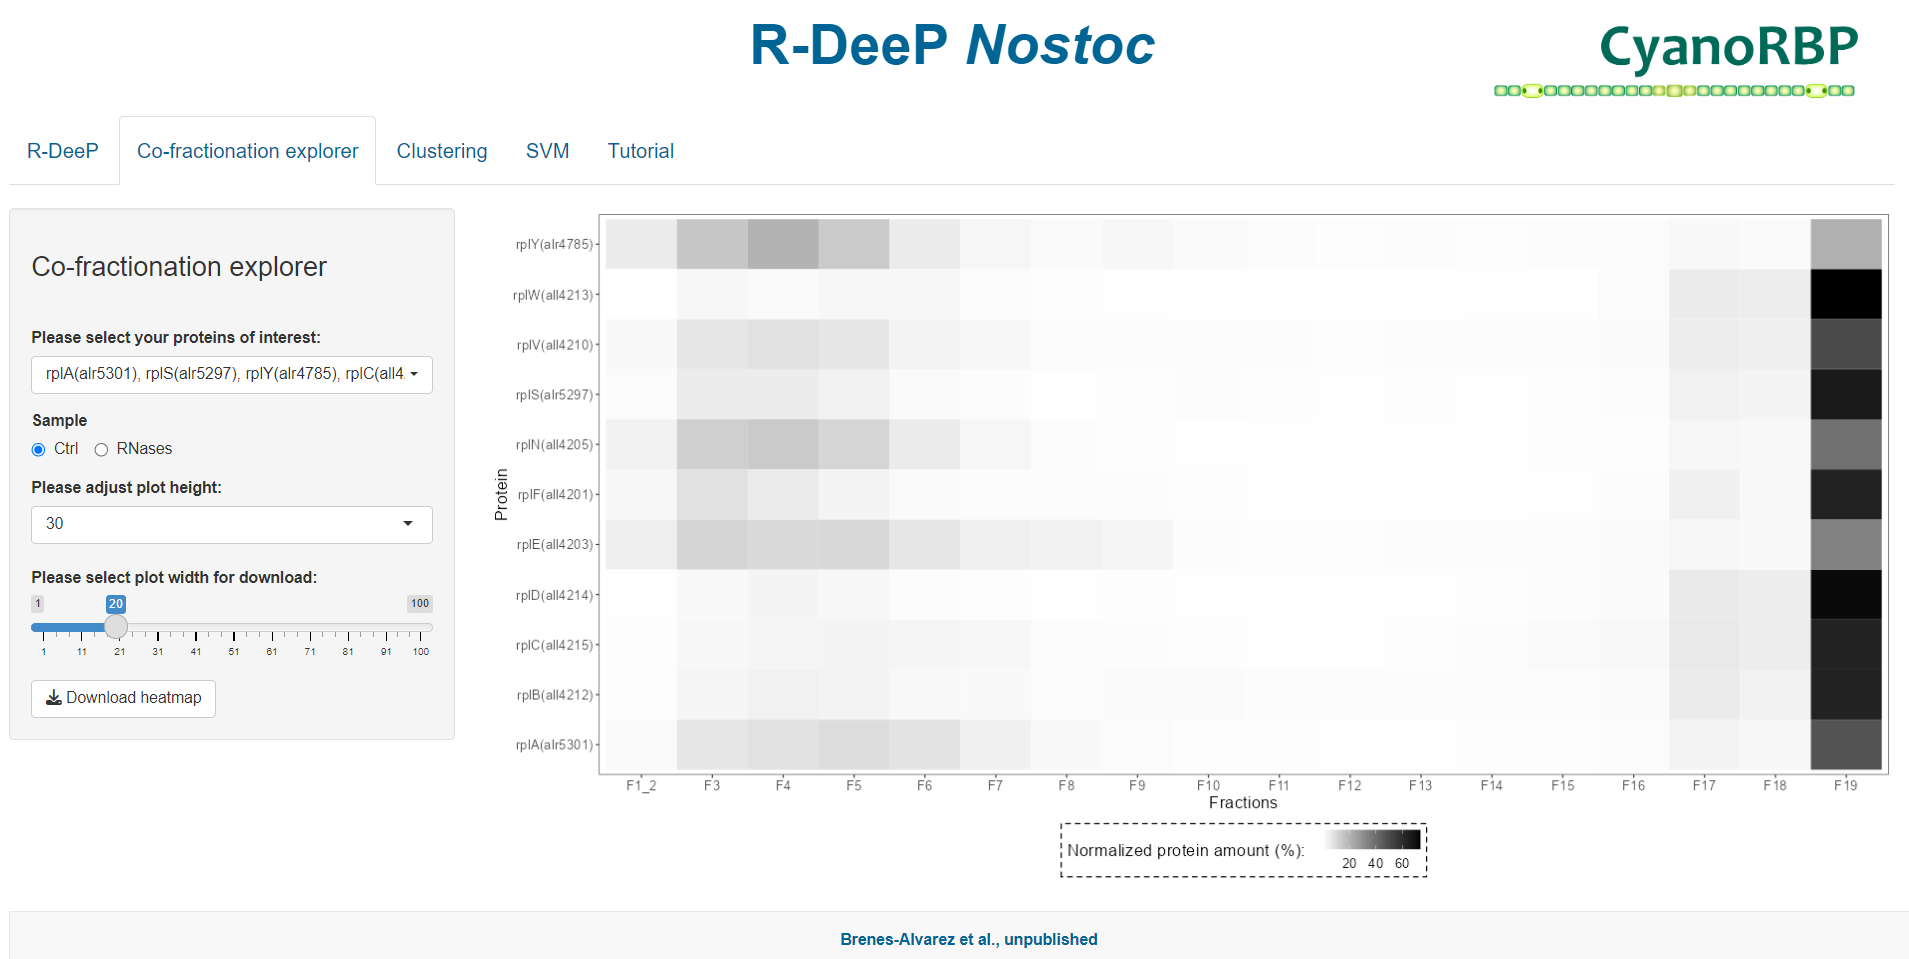 R-DeeP Nostoc
CyanoRBP
R-DeeP Co-fractionation explorer Clustering SVM Tutorial
Co-fractionation explorer
Please select your proteins of interest:
rplA(alr5301), rplS(alr5297), rplY(alr4785), rplC(all4
Sample
Ctrl RNases
Please adjust plot height:
30
Please select plot width for download:
1 20 100
1 11 21 31 41 51 61 71 81 91 100
Download heatmap
Protein
rplY(alr4785)
rplW(all4213)
rplV(all4210)
rplS(alr5297)
rplN(all4205)
rplF(all4201)
rplE(all4203)
rplD(all4214)
rplC(all4215)
rplB(all4212)
rplA(alr5301)
F1_2 F3 F4 F5 F6 F7 F8 F9 F10 F11 F12 F13 F14 F15 F16 F17 F18 F19
Fractions
Normalized protein amount (%):
20 40 60
Brenes-Alvarez et al., unpublished